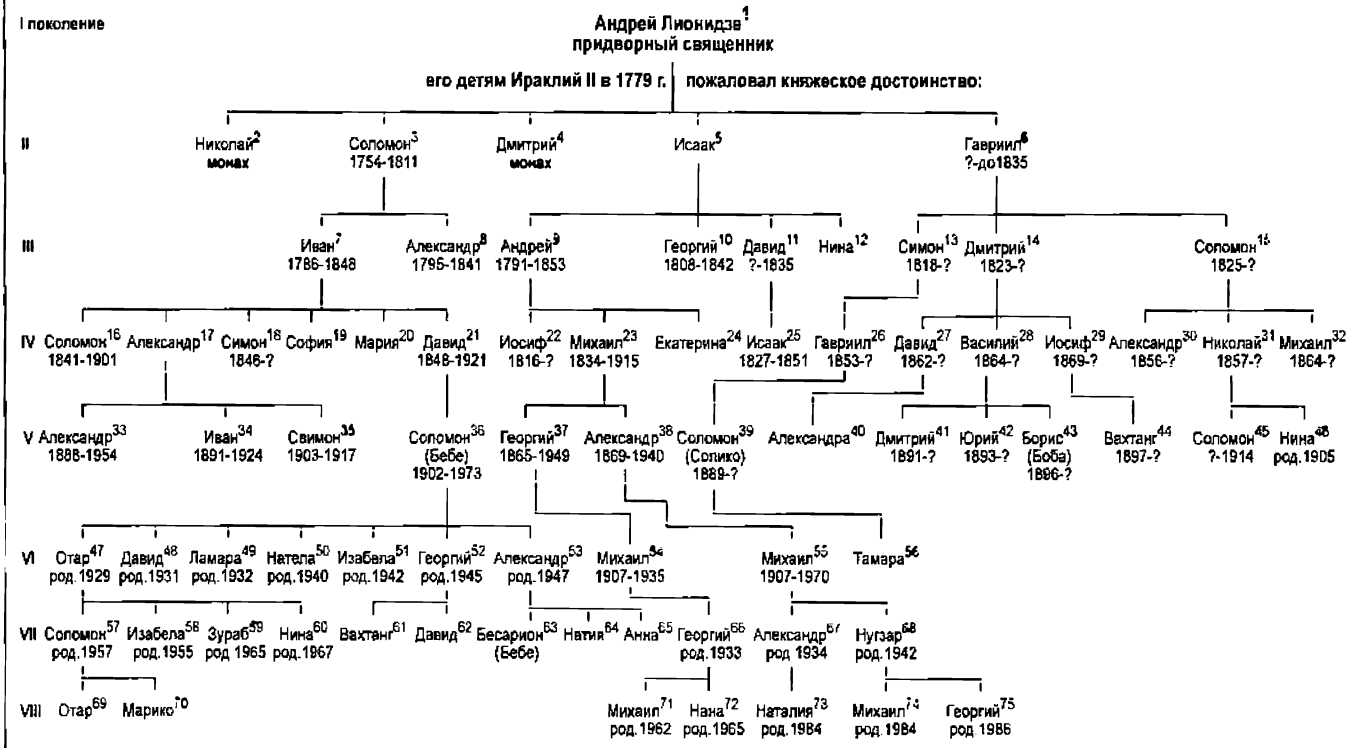 I поколение
Андрей Лионидзе¹
придворный священник
его детям Ираклий II в 1779 г. пожаловал княжеское достоинство:
II Николай² Соломон³ Дмитрий⁴ Исаак⁵ Гавриил⁶
монах 1754-1811 монах ?-до1835
III Иван⁷ Александр⁸ Андрей⁹ Георгий¹⁰ Давид¹¹ Нина¹² Симон¹³ Дмитрий¹⁴ Соломон¹⁵
1786-1848 1795-1841 1791-1853 1808-1842 ?-1835 1818-? 1823-? 1825-?
IV Соломон¹⁶ Александр¹⁷ Симон¹⁸ София¹⁹ Мария²⁰ Давид²¹ Иосиф²² Михаил²³ Екатерина²⁴ Исаак²⁵ Гавриил²⁶ Давид²⁷ Василий²⁸ Иосиф²⁹ Александр³⁰ Николай³¹ Михаил³²
1841-1901 1846-? 1848-1921 1816-? 1834-1915 1827-1851 1853-? 1862-? 1864-? 1869-? 1856-? 1857-? 1864-?
V Александр³³ Иван³⁴ Свимон³⁵ Соломон³⁶ Георгий³⁷ Александр³⁸ Соломон³⁹ Александра⁴⁰ Дмитрий⁴¹ Юрий⁴² Борис⁴³ Вахтанг⁴⁴ Соломон⁴⁵ Нина⁴⁶
1888-1954 1891-1924 1903-1917 (Бебе) 1865-1949 1869-1940 (Солико) 1891-? 1893-? (Боба) 1897-? ?-1914 род.1905
1902-1973 1889-? 1896-?
VI Отар⁴⁷ Давид⁴⁸ Ламара⁴⁹ Натела⁵⁰ Изабела⁵¹ Георгий⁵² Александр⁵³ Михаил⁵⁴ Михаил⁵⁵ Тамара⁵⁶
род.1929 род.1931 род.1932 род.1940 род.1942 род.1945 род.1947 1907-1935 1907-1970
VII Соломон⁵⁷ Изабела⁵⁸ Зураб⁵⁹ Нина⁶⁰ Вахтанг⁶¹ Давид⁶² Бесарион⁶³ Натия⁶⁴ Анна⁶⁵ Георгий⁶⁶ Александр⁶⁷ Нугзар⁶⁸
род.1957 род.1955 род 1965 род.1967 (Бебе) род.1933 род 1934 род.1942
VIII Отар⁶⁹ Марико⁷⁰ Михаил⁷¹ Нана⁷² Наталия⁷³ Михаил⁷⁴ Георгий⁷⁵
род.1962 род.1965 род.1984 род.1984 род.1986